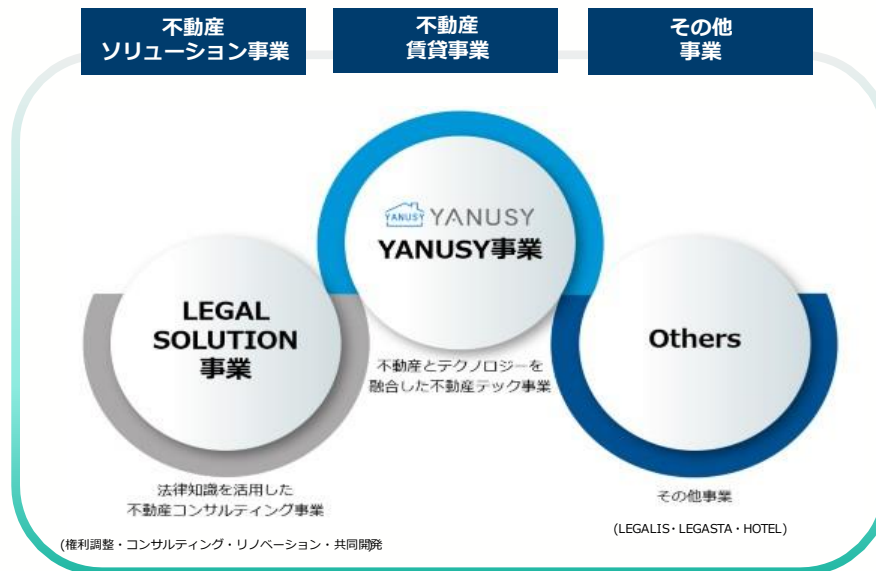 不動産
ソリューション事業
不動産
賃貸事業
その他
事業
YANUSY YANUSY
YANUSY事業
LEGAL
SOLUTION
事業
Others
不動産とテクノロジーを
融合した不動産テック事業
法律知識を活用した
不動産コンサルティング事業
(権利調整・コンサルティング・リノベーション・共同開発)
その他事業
(LEGALIS・LEGASTA・HOTEL)